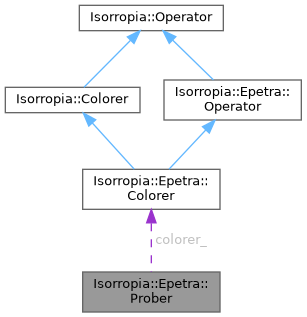 Isorropia::Operator
Isorropia::Colorer
Isorropia::Epetra::
Operator
Isorropia::Epetra::
Colorer
colorer_
Isorropia::Epetra::
Prober